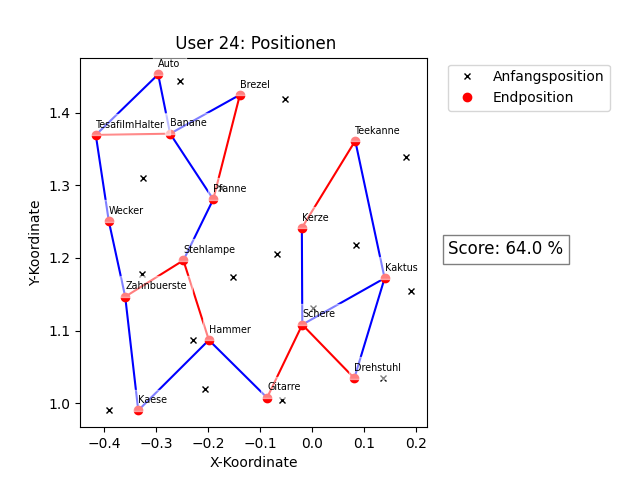 User 24: Positionen
Anfangsposition
Endposition
Auto
Brezel
TesafilmHalter
Banane
Teekanne
Pfanne
Wecker
Kerze
Stehlampe
Kaktus
Zahnbuerste
Schere
Hammer
Drehstuhl
Gitarre
Kaese
Score: 64.0 %
Y-Koordinate
1.4
1.3
1.2
1.1
1.0
−0.4
−0.3
−0.2
−0.1
0.0
0.1
0.2
X-Koordinate